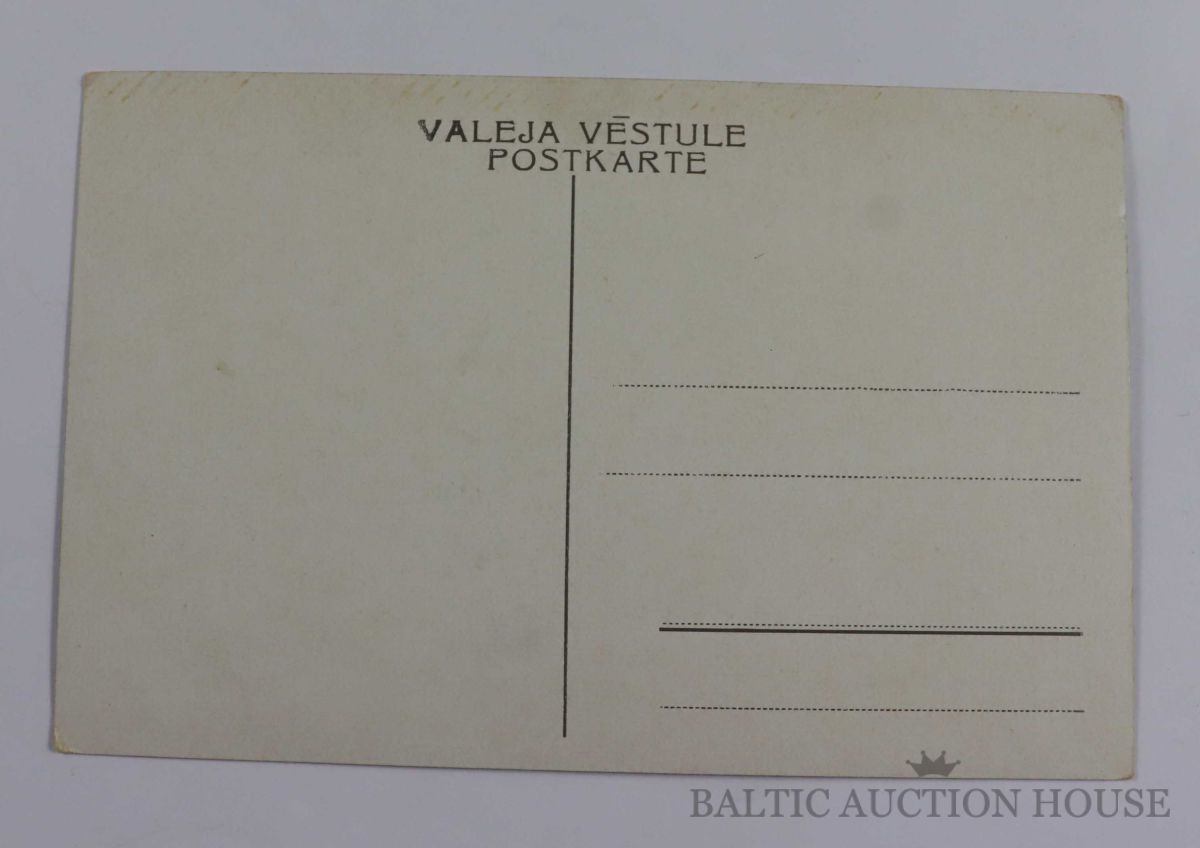 VALEJA VĒSTULE
POSTKARTE
BALTIC AUCTION HOUSE